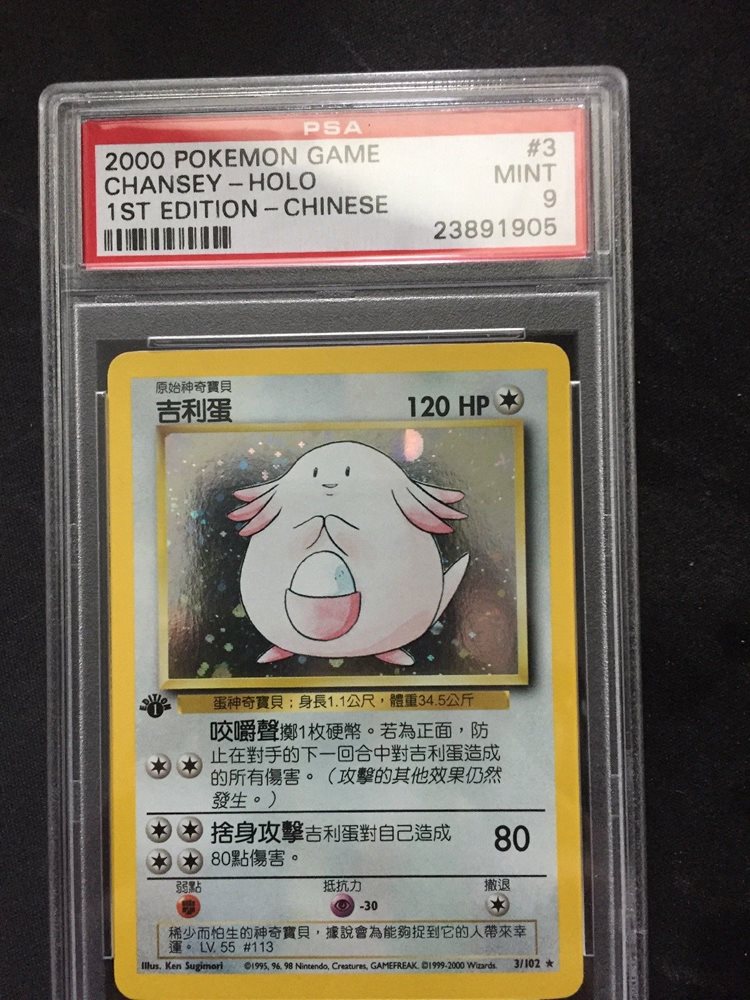 PSA
2000 POKEMON GAME #3
CHANSEY – HOLO MINT
1ST EDITION – CHINESE 9
23891905
原始神奇寶貝
吉利蛋 120 HP
蛋神奇寶貝；身長1.1公尺，體重34.5公斤
EDITION
1
咬嚼聲擲1枚硬幣。若為正面，防
止在對手的下一回合中對吉利蛋造成
的所有傷害。（攻擊的其他效果仍然
發生。）
捨身攻擊吉利蛋對自己造成 80
80點傷害。
弱點 抵抗力 撤退
-30
稀少而怕生的神奇寶貝，據說會為能夠捉到它的人帶來幸
運。 LV. 55 #113
Illus. Ken Sugimori ©1995, 96, 98 Nintendo, Creatures, GAMEFREAK. ©1999-2000 Wizards. 3/102 ★